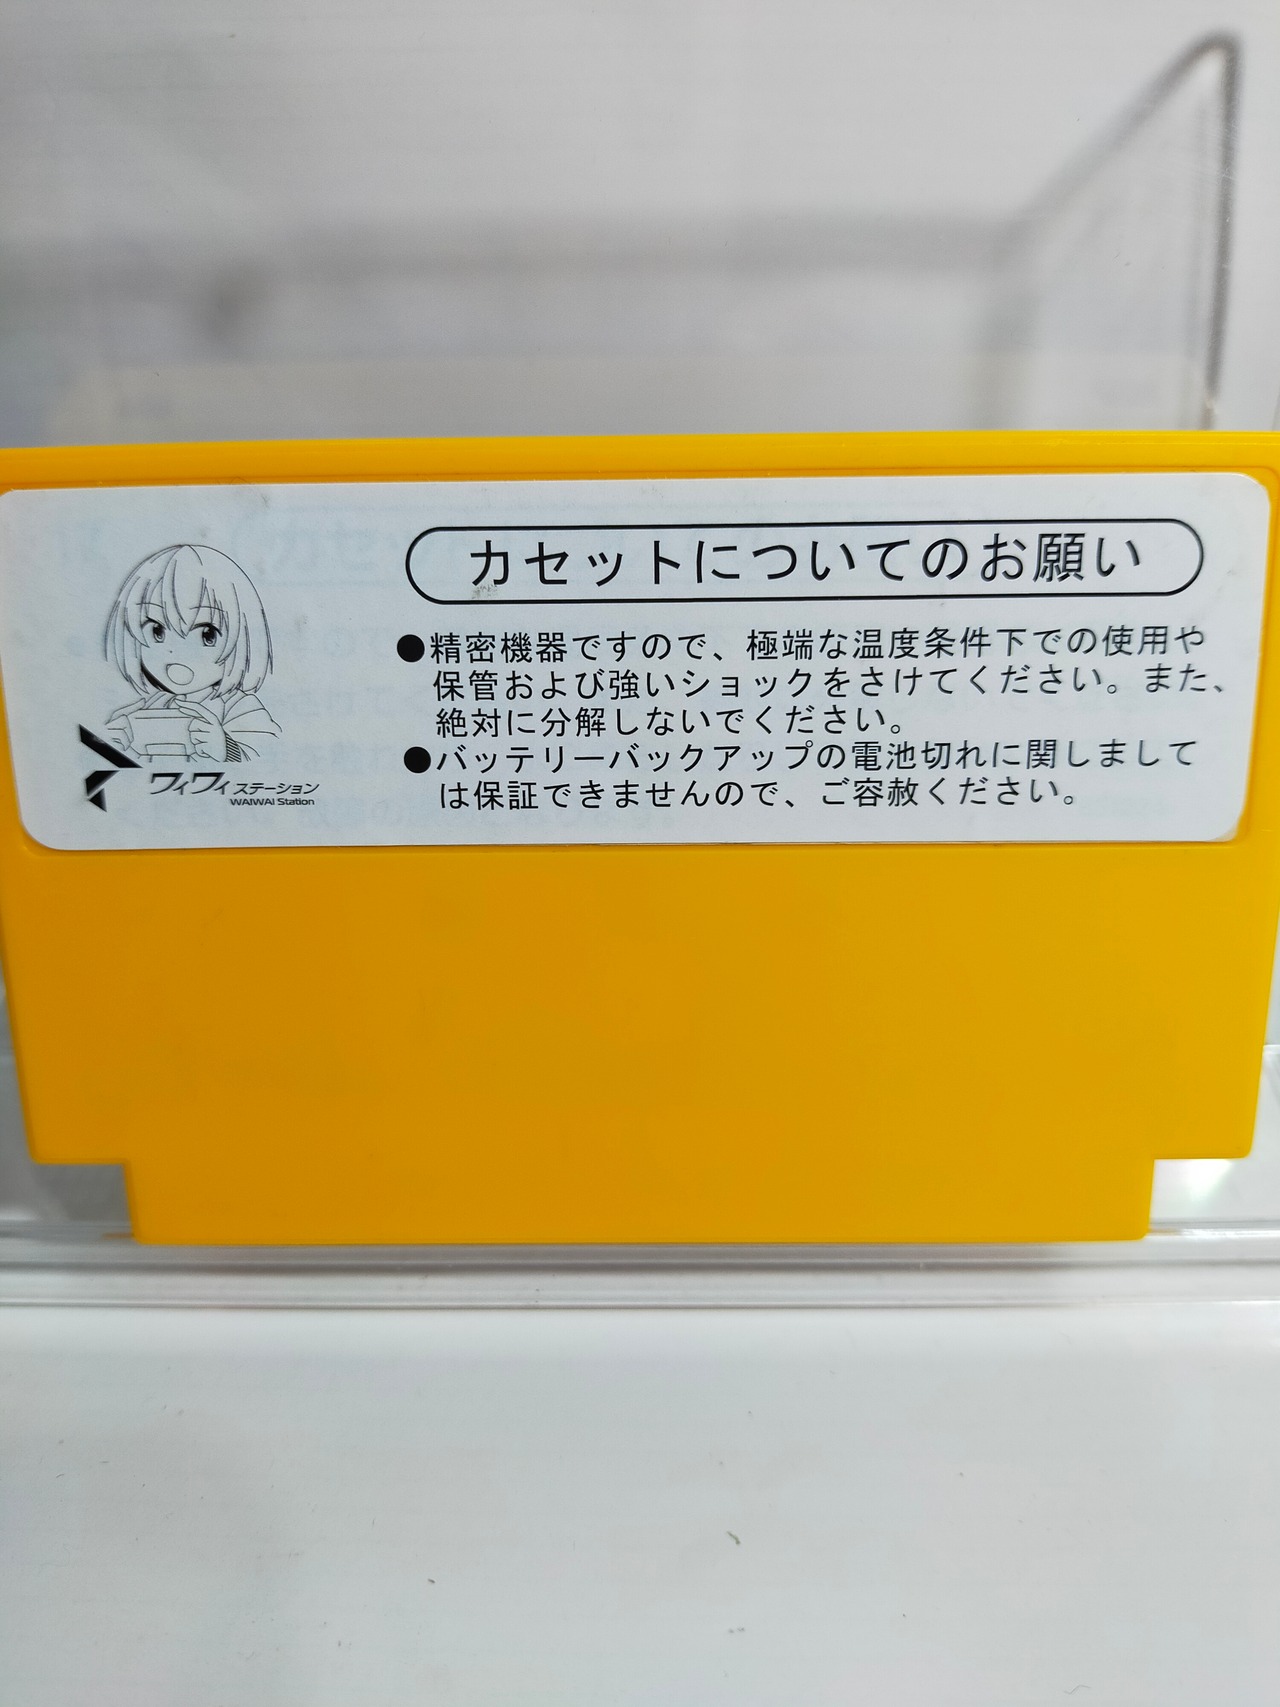 カセットについてのお願い
●精密機器ですので、極端な温度条件下での使用や
保管および強いショックをさけてください。また、
絶対に分解しないでください。
●バッテリーバックアップの電池切れに関しまして
は保証できませんので、ご容赦ください。
ワイワイステーション
WAIWAI Station